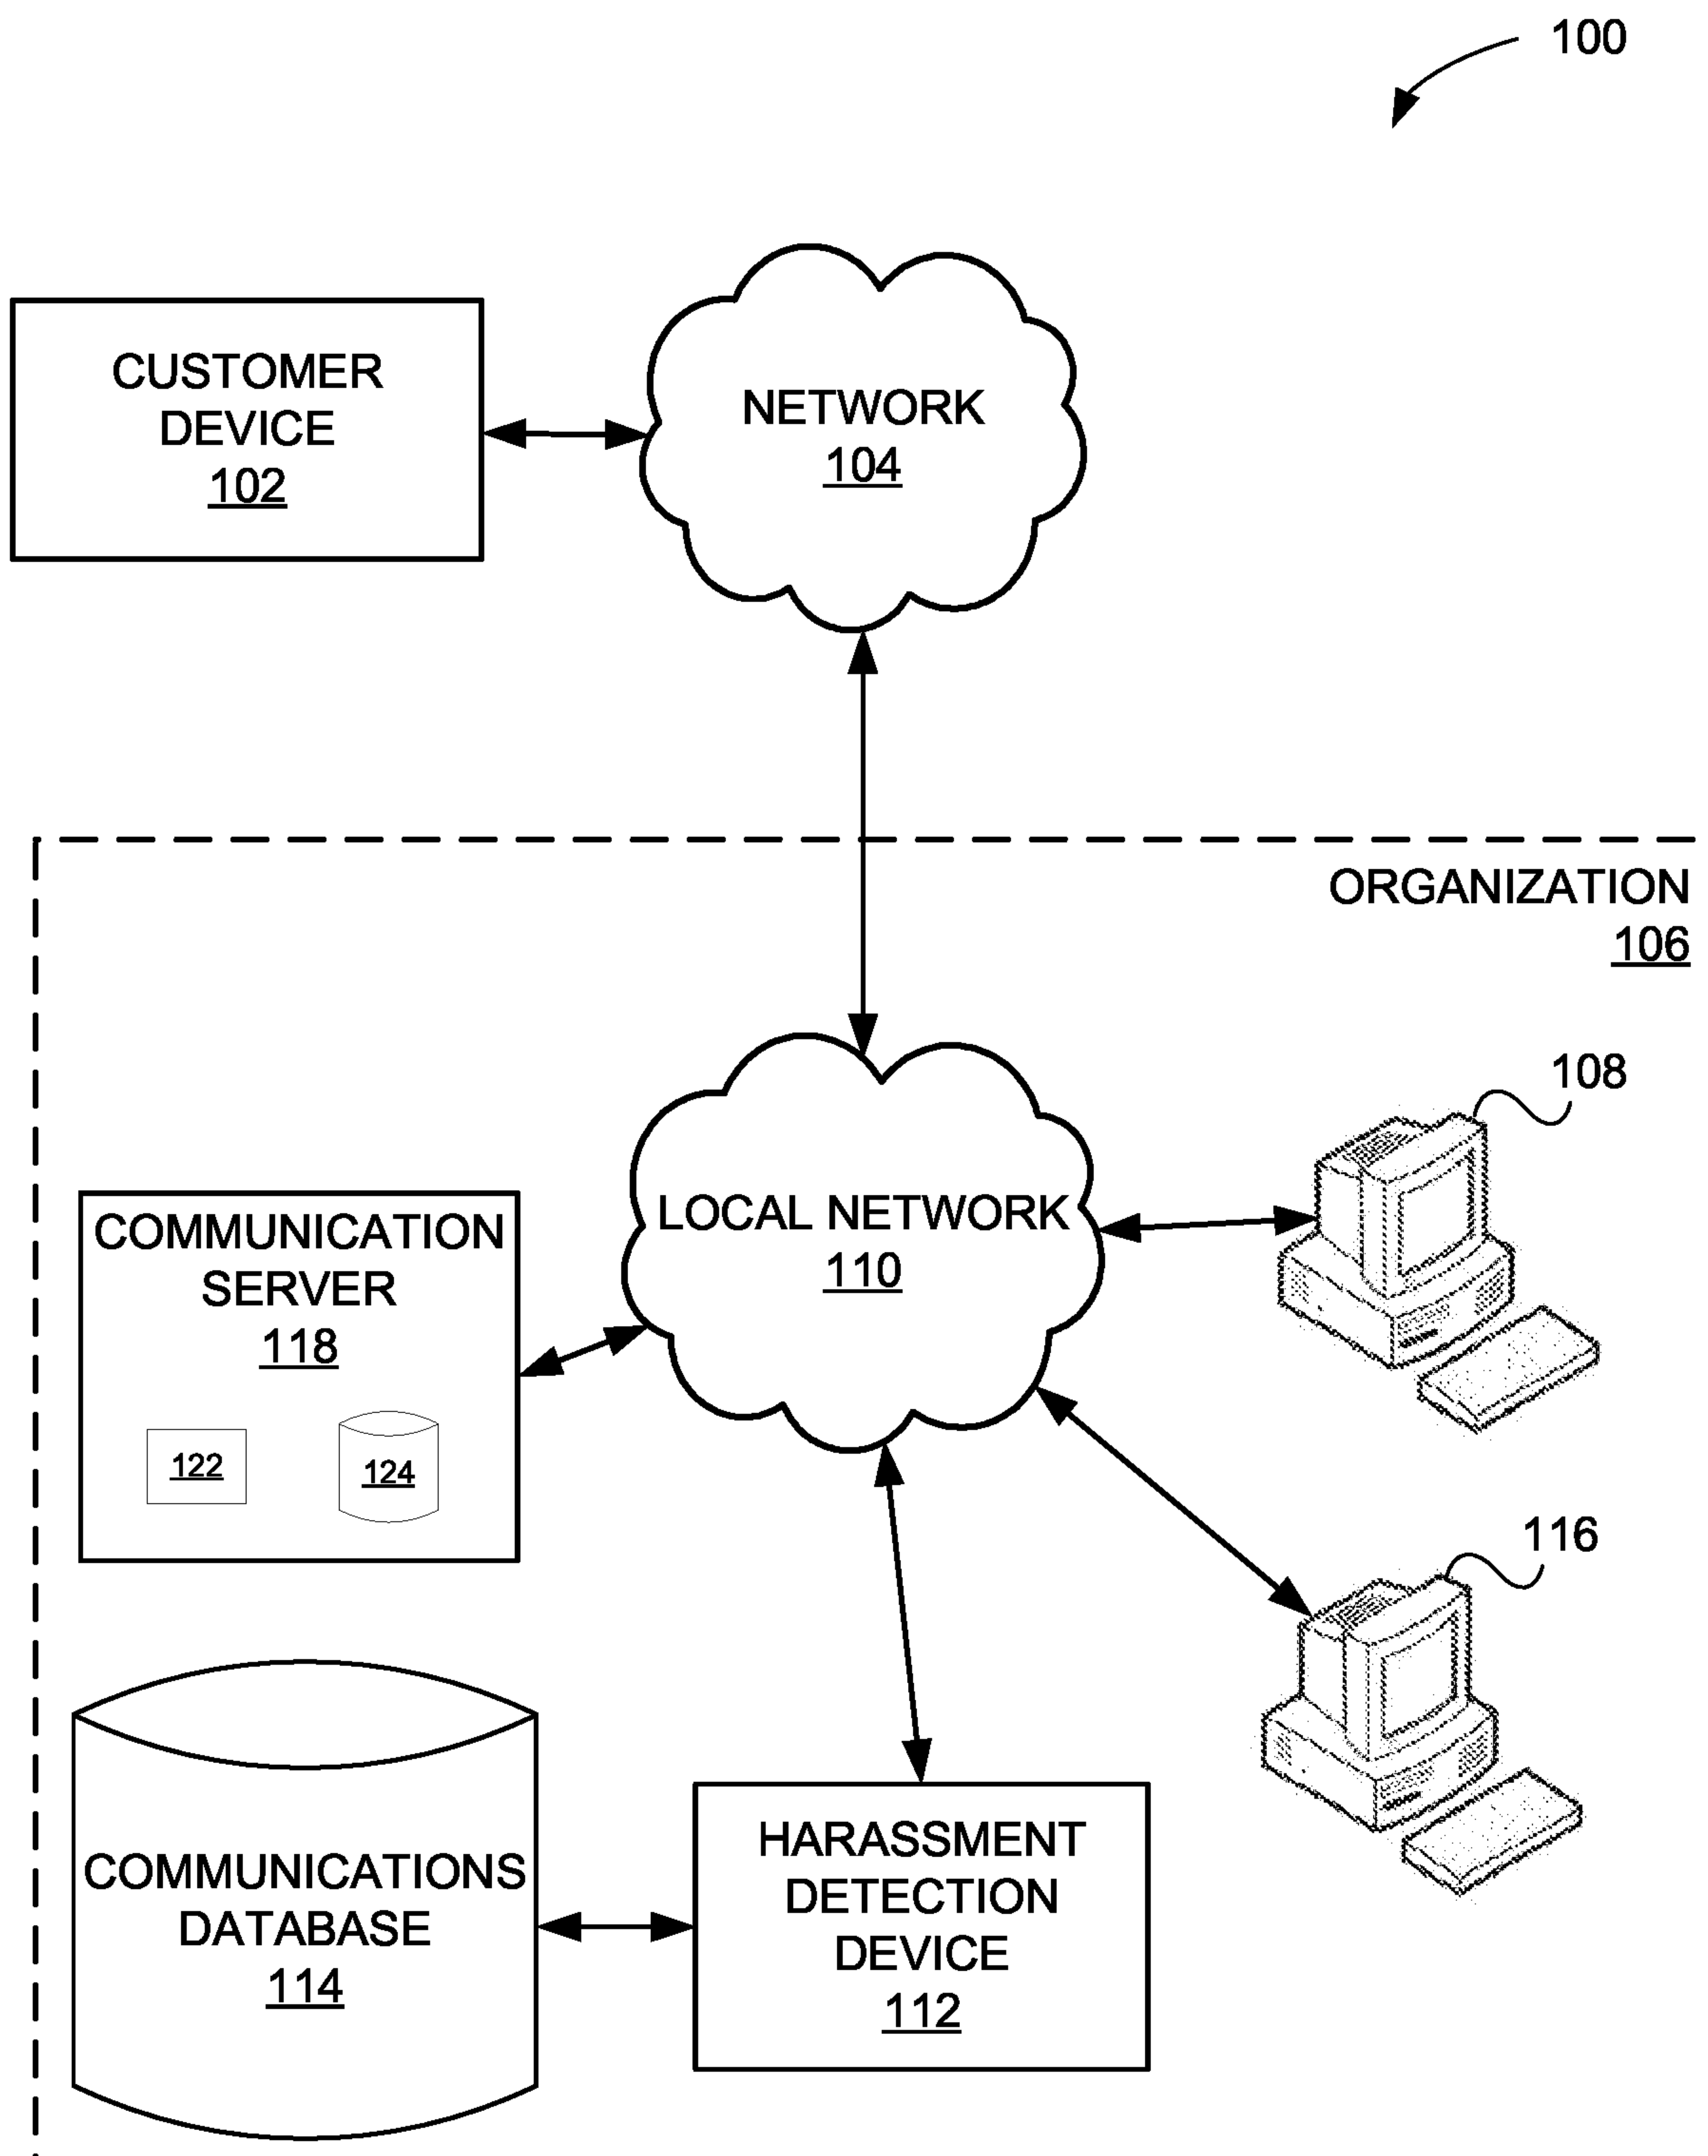 100
CUSTOMER
DEVICE
102
NETWORK
104
ORGANIZATION
106
LOCAL NETWORK
110
108
COMMUNICATION
SERVER
118
122
124
116
COMMUNICATIONS
DATABASE
114
HARASSMENT
DETECTION
DEVICE
112